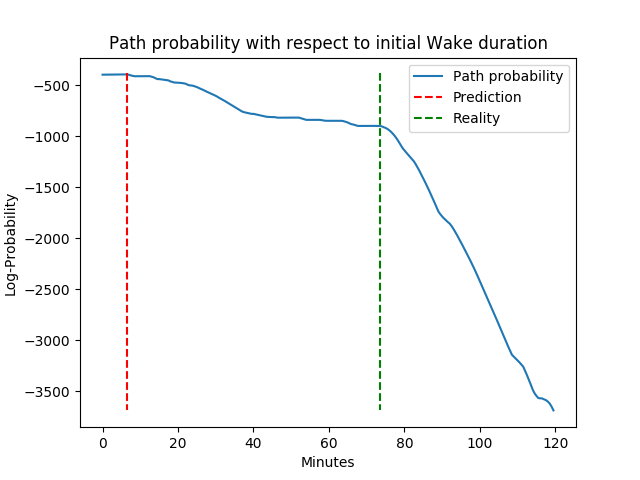 Path probability with respect to initial Wake duration
Path probability
Prediction
Reality
Log-Probability
−500
−1000
−1500
−2000
−2500
−3000
−3500
0 20 40 60 80 100 120
Minutes